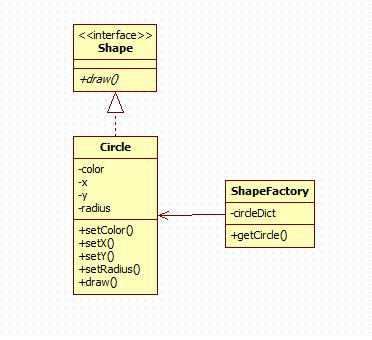 <<interface>>
Shape
+draw()
Circle
-color
-x
-y
-radius
+setColor()
+setX()
+setY()
+setRadius()
+draw()
ShapeFactory
-circleDict
+getCircle()